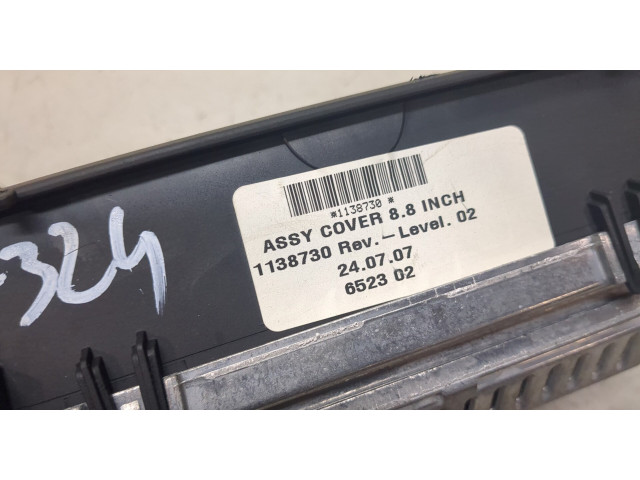 *1138730 *
ASSY COVER 8.8 INCH
1138730 Rev.-Level. 02
24.07.07
6523 02
-324